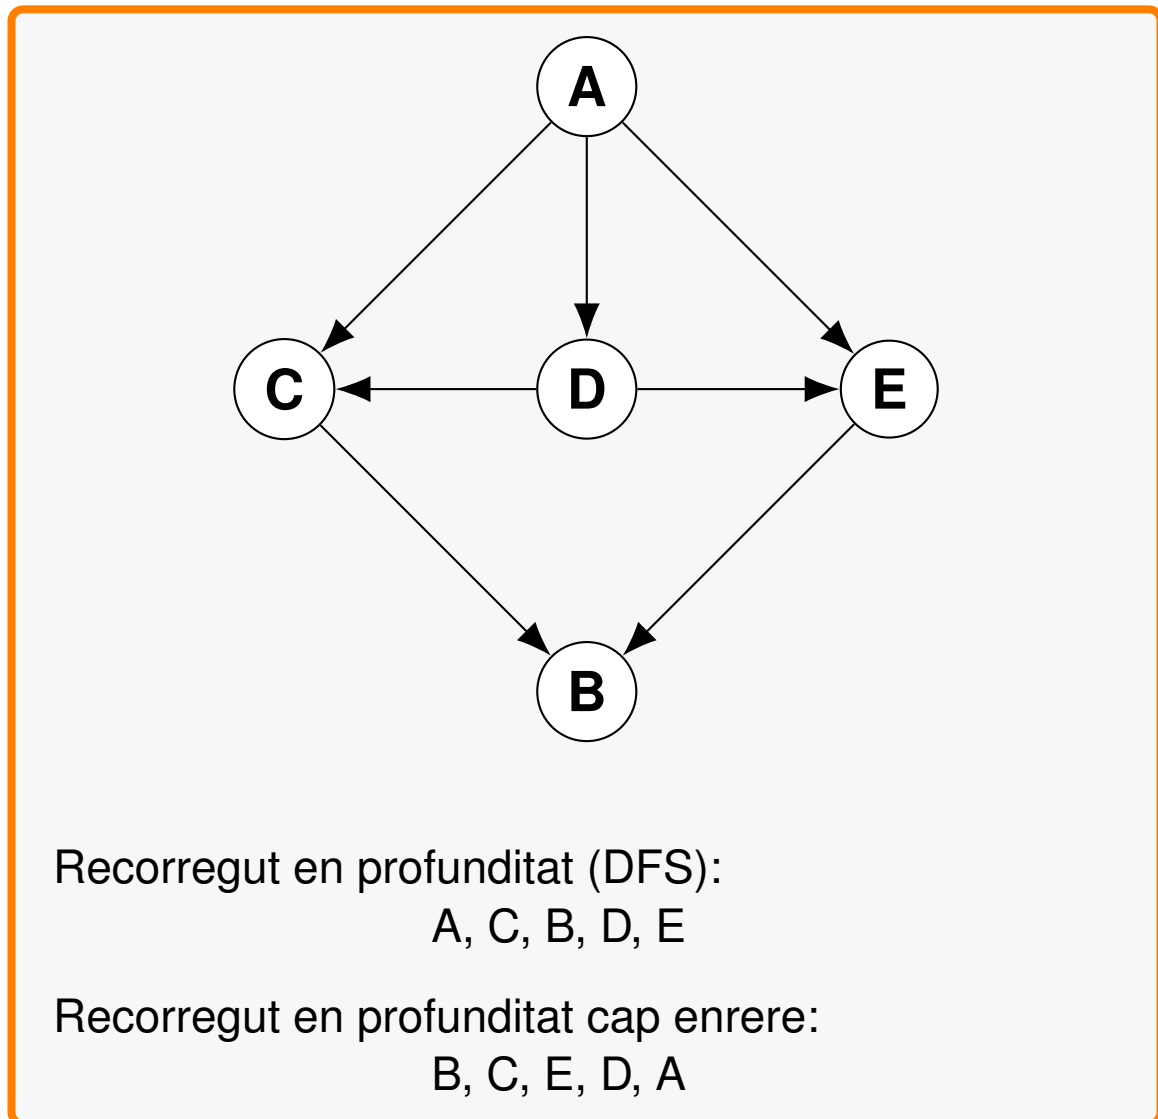 A
C D E
B
Recorregut en profunditat (DFS):
A, C, B, D, E
Recorregut en profunditat cap enrere:
B, C, E, D, A